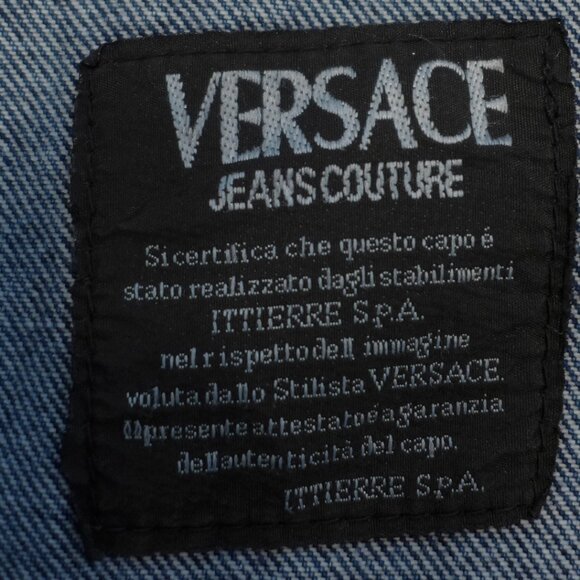 VERSACE
JEANS COUTURE
Si certifica che questo capo é
stato realizzato dagli stabilimenti
ITTIERRE S.p.A.
nel rispetto dell immagine
voluta dallo Stilista VERSACE
Il presente attestato è a garanzia
dell autenticità del capo.
ITTIERRE S.p.A.